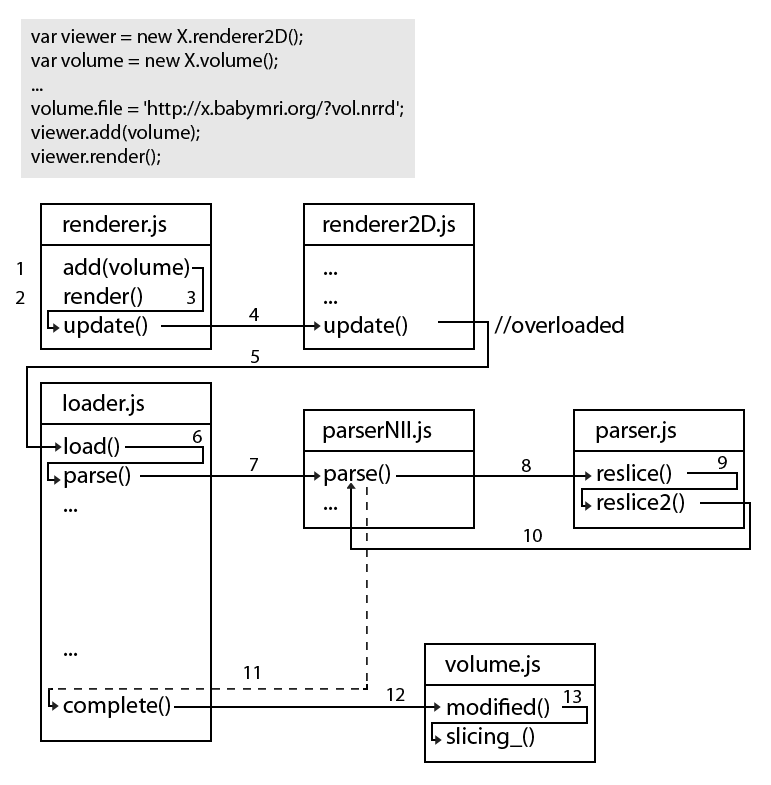 var viewer = new X.renderer2D();
var volume = new X.volume();
...
volume.file = 'http://x.babymri.org/?vol.nrrd';
viewer.add(volume);
viewer.render();
renderer.js
renderer2D.js
1 add(volume)
...
2 render() 3
...
update()
4
update()
//overloaded
5
loader.js
parserNII.js
parser.js
load() 6
parse()
7
parse()
8
reslice() 9
...
...
reslice2()
10
...
volume.js
11
complete()
12
modified() 13
slicing_()